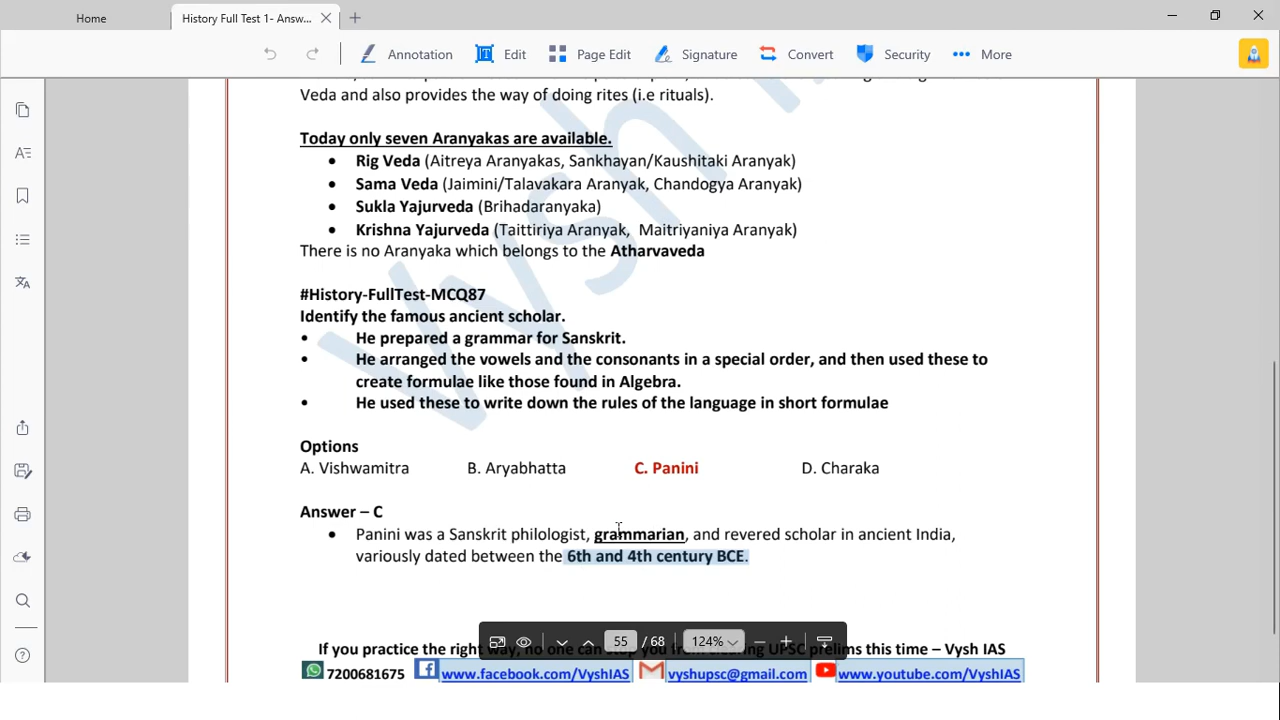 Home
History Full Test 1- Answ...
Annotation Edit Page Edit Signature Convert Security More
Veda and also provides the way of doing rites (i.e rituals).
Today only seven Aranyakas are available.
• Rig Veda (Aitreya Aranyakas, Sankhayan/Kaushitaki Aranyak)
• Sama Veda (Jaimini/Talavakara Aranyak, Chandogya Aranyak)
• Sukla Yajurveda (Brihadaranyaka)
• Krishna Yajurveda (Taittiriya Aranyak, Maitriyaniya Aranyak)
There is no Aranyaka which belongs to the Atharvaveda
#History-FullTest-MCQ87
Identify the famous ancient scholar.
• He prepared a grammar for Sanskrit.
• He arranged the vowels and the consonants in a special order, and then used these to
create formulae like those found in Algebra.
• He used these to write down the rules of the language in short formulae
Options
A. Vishwamitra B. Aryabhatta C. Panini D. Charaka
Answer – C
• Panini was a Sanskrit philologist, grammarian, and revered scholar in ancient India,
variously dated between the 6th and 4th century BCE.
55 / 68 124%
If you practice the right way, no one can stop you from clearing UPSC prelims this time – Vysh IAS
7200681675 www.facebook.com/VyshIAS vyshupsc@gmail.com www.youtube.com/VyshIAS
Vysh